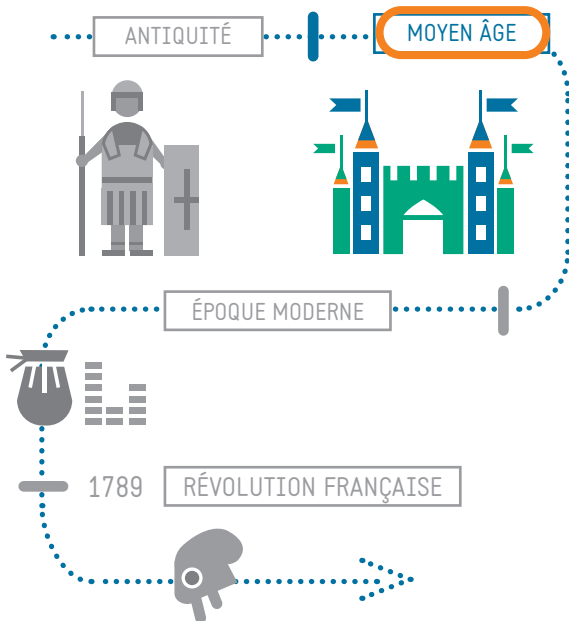 ANTIQUITÉ
MOYEN ÂGE
ÉPOQUE MODERNE
1789 RÉVOLUTION FRANÇAISE